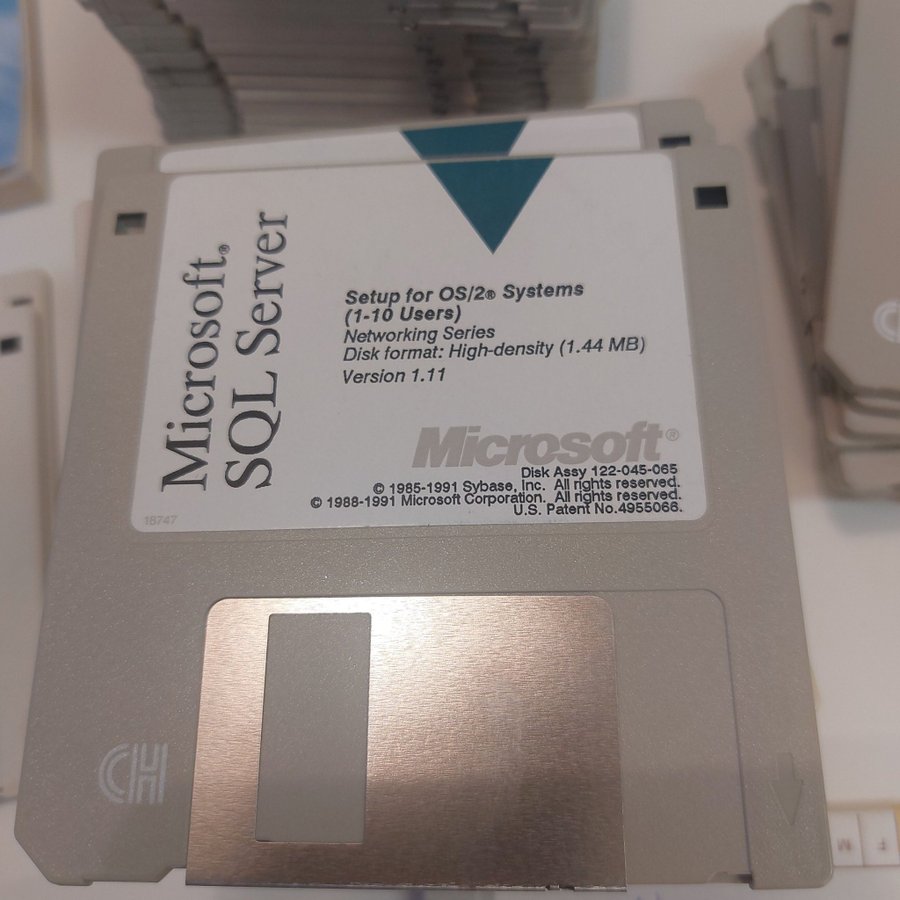 Microsoft®
SQL Server
Setup for OS/2® Systems
(1-10 Users)
Networking Series
Disk format: High-density (1.44 MB)
Version 1.11
Microsoft®
Disk Assy 122-045-065
© 1985-1991 Sybase, Inc. All rights reserved.
© 1988-1991 Microsoft Corporation. All rights reserved.
U.S. Patent No.4955066.
16747
CH
M F